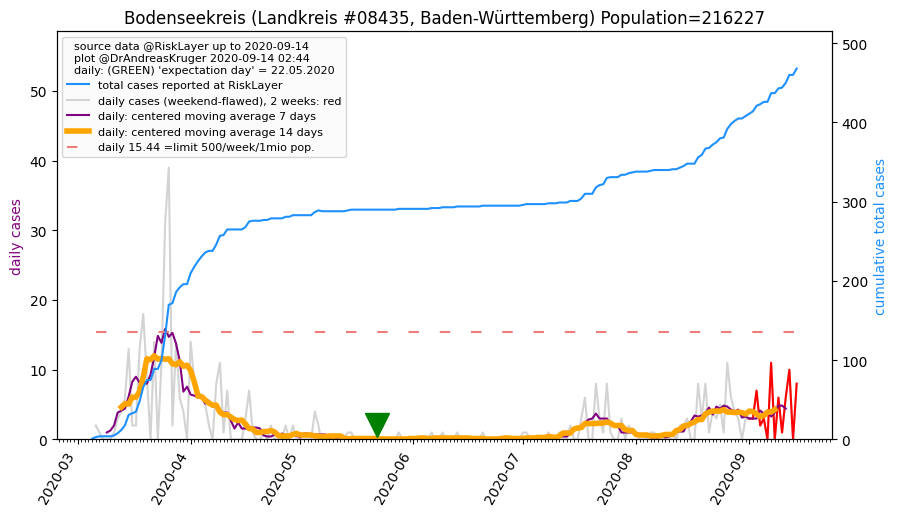 Bodenseekreis (Landkreis #08435, Baden-Württemberg) Population=216227
source data @RiskLayer up to 2020-09-14
plot @DrAndreasKruger 2020-09-14 02:44
daily: (GREEN) 'expectation day' = 22.05.2020
total cases reported at RiskLayer
daily cases (weekend-flawed), 2 weeks: red
daily: centered moving average 7 days
daily: centered moving average 14 days
daily 15.44 =limit 500/week/1mio pop.
daily cases
0
10
20
30
40
50
cumulative total cases
0
100
200
300
400
500
2020-03
2020-04
2020-05
2020-06
2020-07
2020-08
2020-09